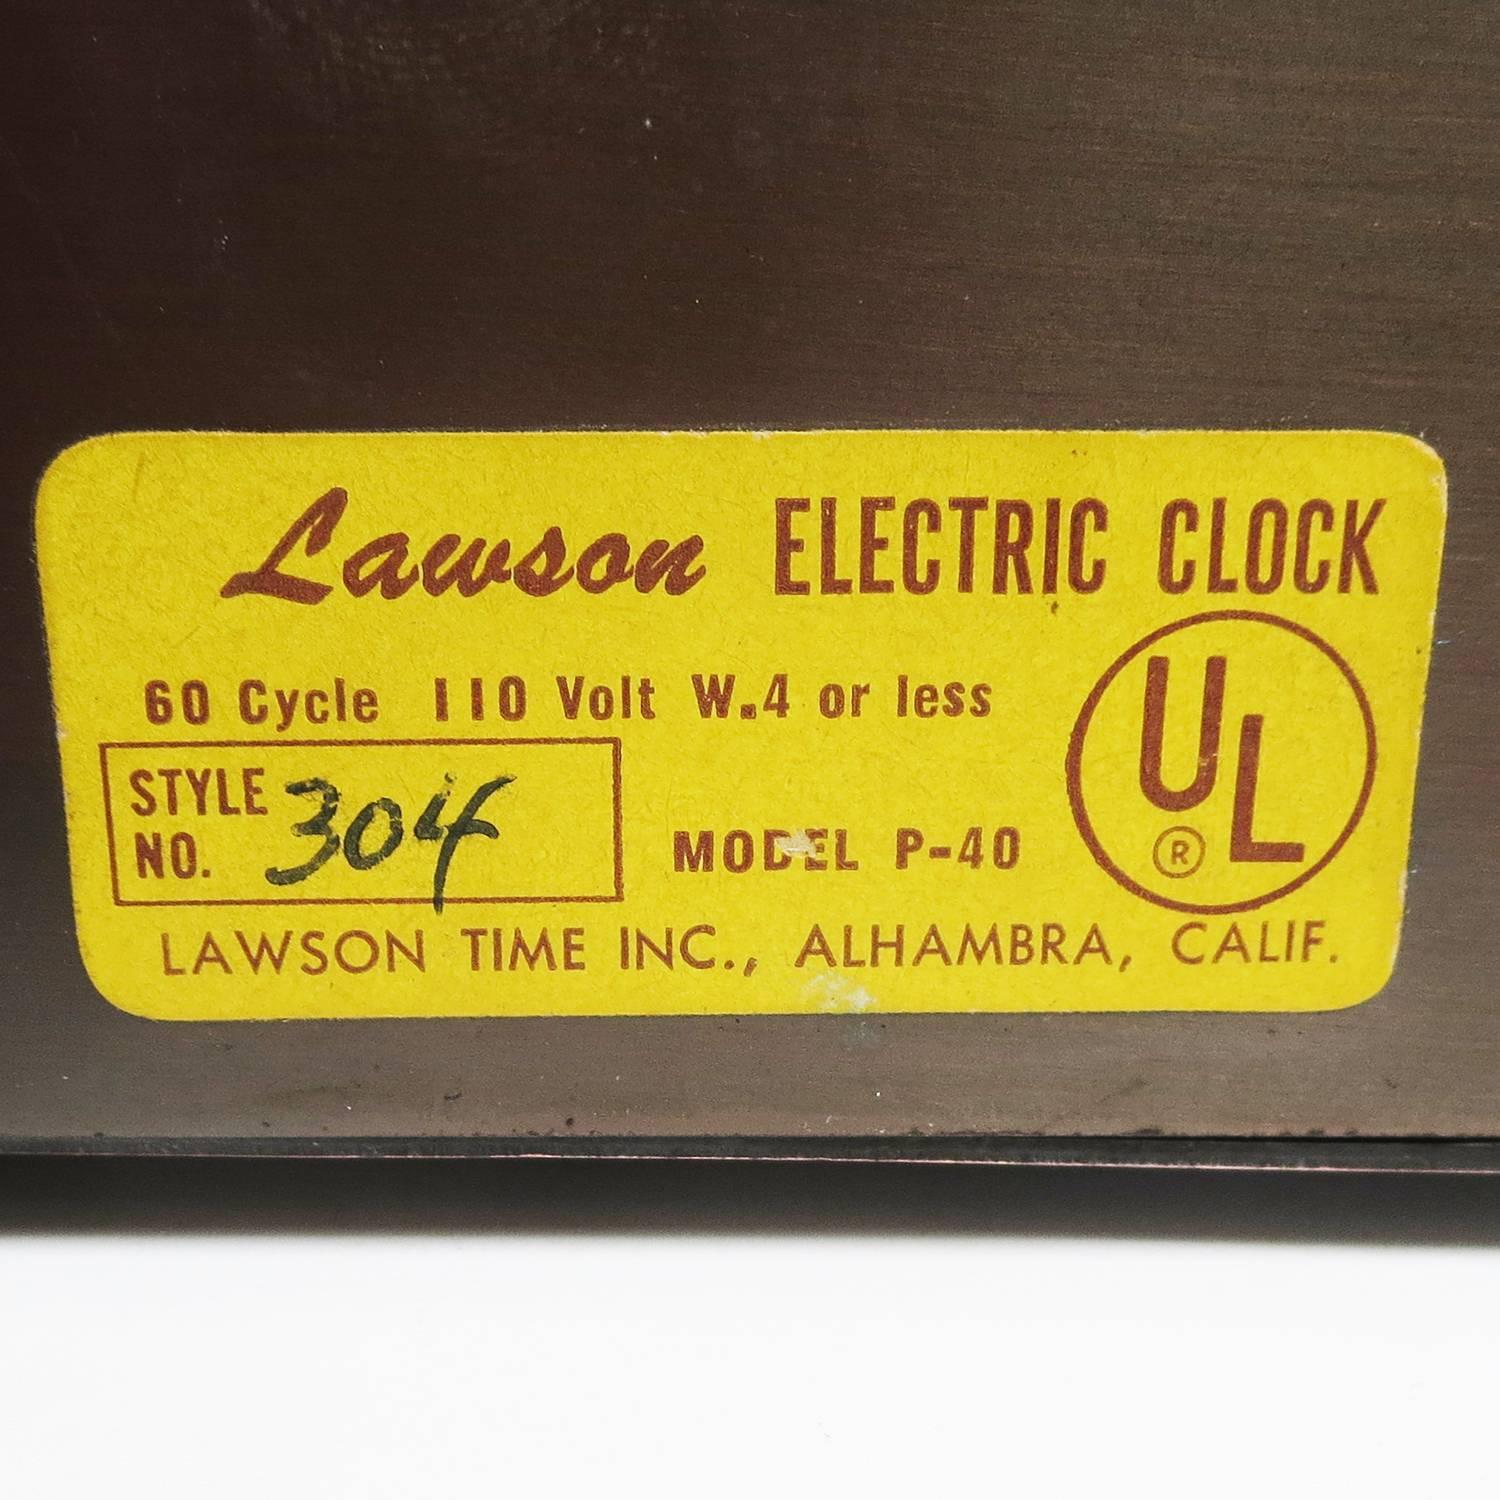 Lawson ELECTRIC CLOCK
60 Cycle 110 Volt W.4 or less
STYLE NO. 304
MODEL P-40
UL ®
LAWSON TIME INC., ALHAMBRA, CALIF.